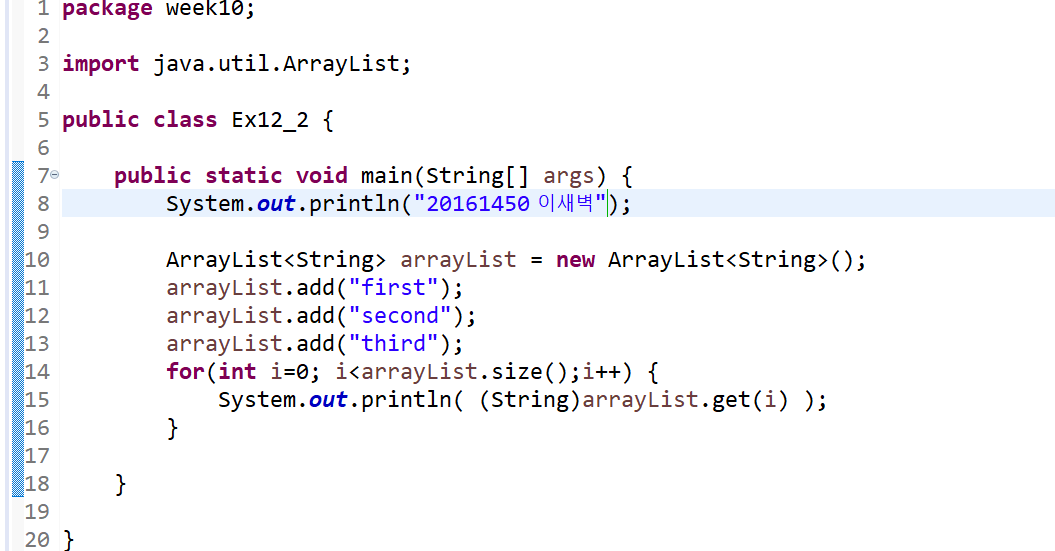 1 package week10;
2
3 import java.util.ArrayList;
4
5 public class Ex12_2 {
6
7     public static void main(String[] args) {
8         System.out.println("20161450 이새벽");
9
10         ArrayList<String> arrayList = new ArrayList<String>();
11         arrayList.add("first");
12         arrayList.add("second");
13         arrayList.add("third");
14         for(int i=0; i<arrayList.size();i++) {
15             System.out.println( (String)arrayList.get(i) );
16         }
17
18     }
19
20 }